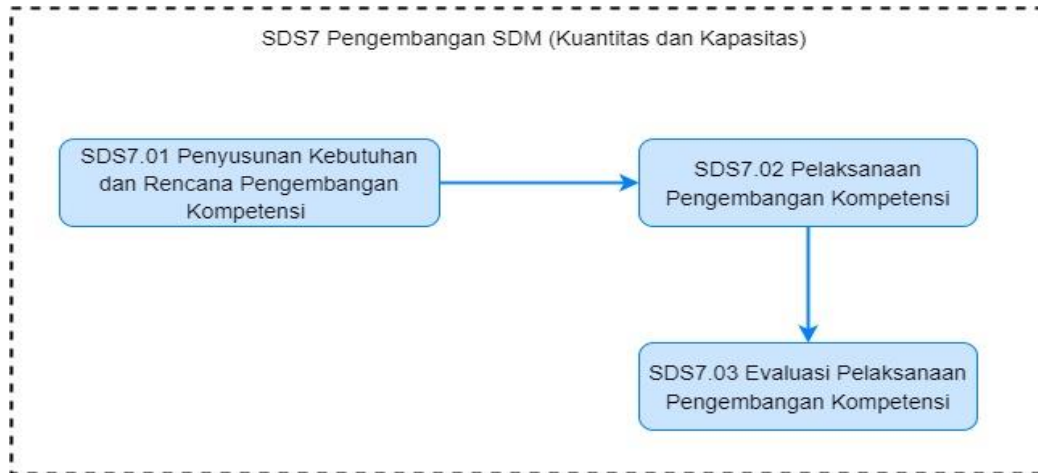 SDS7 Pengembangan SDM (Kuantitas dan Kapasitas)
SDS7.01 Penyusunan Kebutuhan
dan Rencana Pengembangan
Kompetensi
SDS7.02 Pelaksanaan
Pengembangan Kompetensi
SDS7.03 Evaluasi Pelaksanaan
Pengembangan Kompetensi